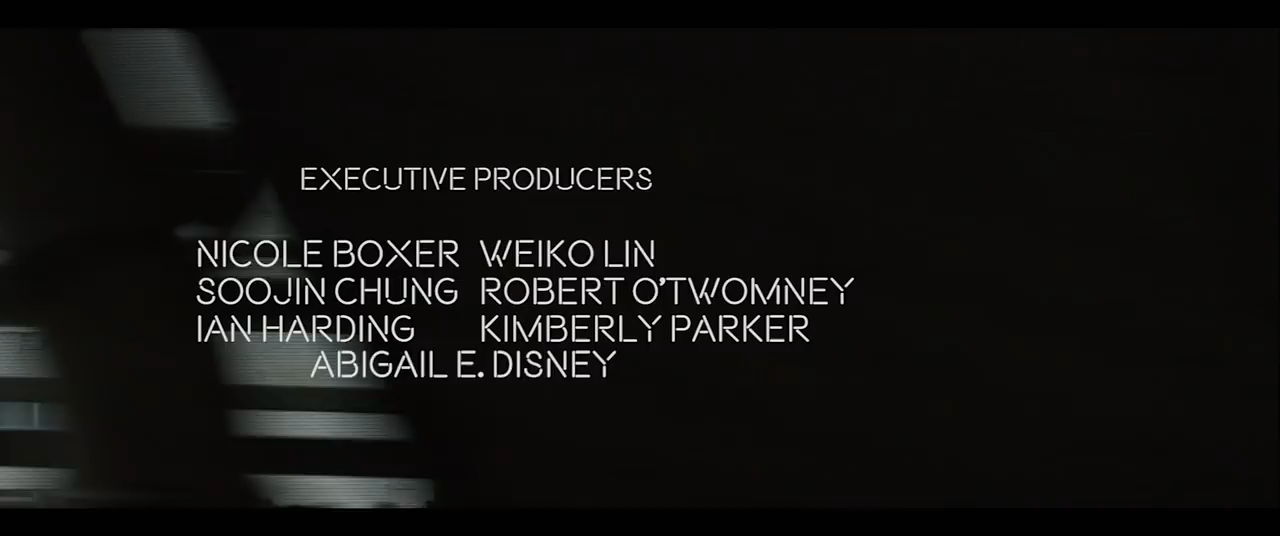 EXECUTIVE PRODUCERS
NICOLE BOXER WEIKO LIN
SOOJIN CHUNG ROBERT O'TWOMNEY
IAN HARDING KIMBERLY PARKER
ABIGAIL E. DISNEY